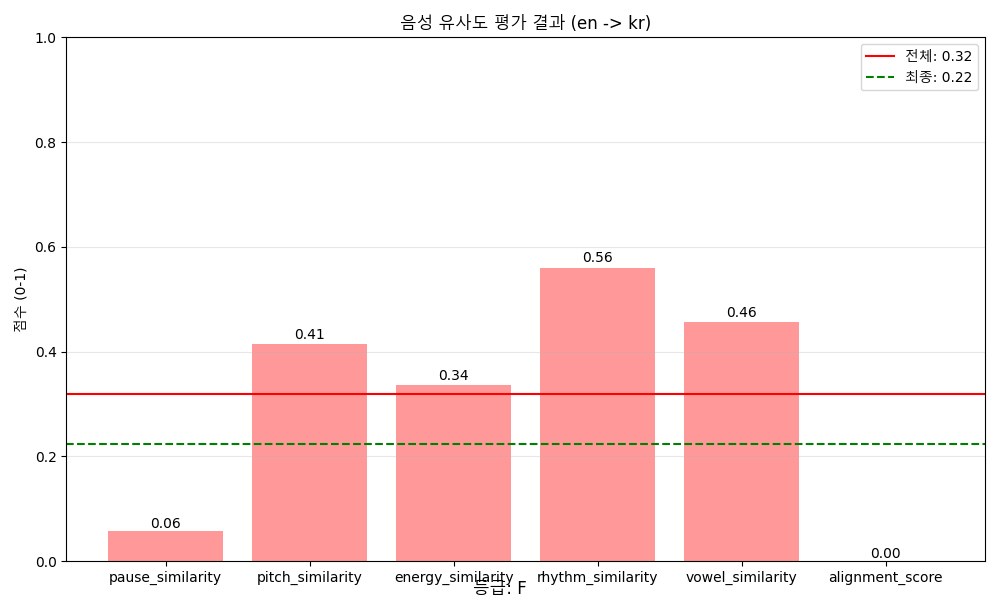 음성 유사도 평가 결과 (en -> kr)
전체: 0.32
최종: 0.22
점수 (0-1)
1.0
0.8
0.6
0.4
0.2
0.0
0.06
0.41
0.34
0.56
0.46
0.00
pause_similarity
pitch_similarity
energy_similarity
rhythm_similarity
vowel_similarity
alignment_score
등급: F